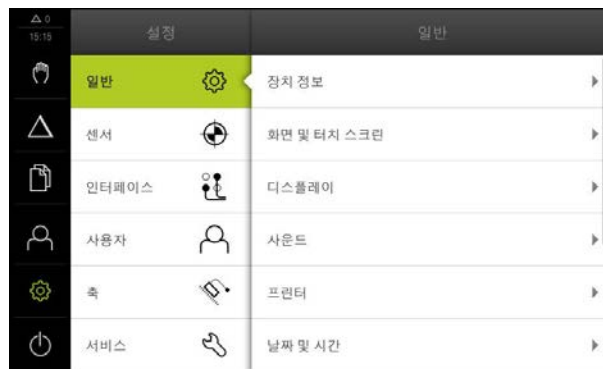 0
15:15
설정
일반
일반
센서
인터페이스
사용자
축
서비스
장치 정보
화면 및 터치 스크린
디스플레이
사운드
프린터
날짜 및 시간